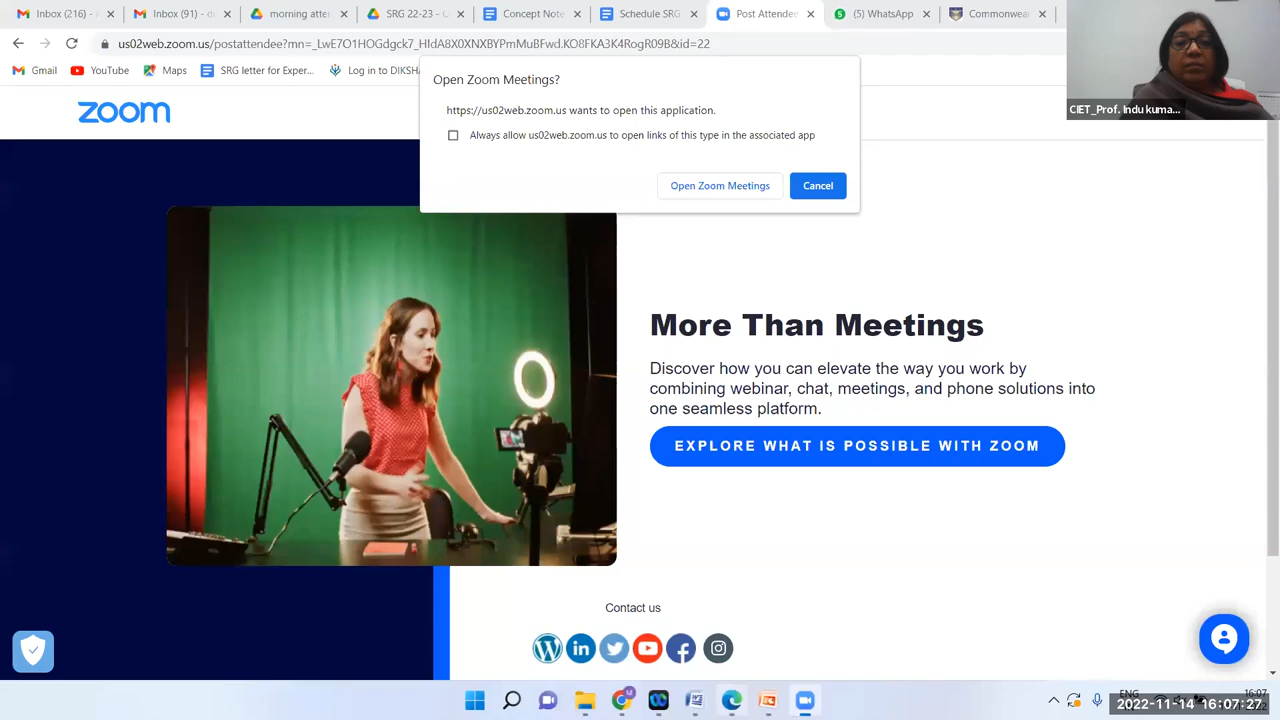 Inbox (216) - 
Inbox (91) - d
morning atte
SRG 22-23 - G
Concept Note
Schedule SRG
Post Attendee
(5) WhatsApp
Commonwea
us02web.zoom.us/postattendee?mn=_LwE7O1HOGdgck7_HIdA8X0XNXBYPmMuBFwd.KO8FKA3K4RogR09B&id=22
Gmail
YouTube
Maps
SRG letter for Exper...
Log in to DIKSHA
CIET_Prof. Indu kuma...
Open Zoom Meetings?
https://us02web.zoom.us wants to open this application.
Always allow us02web.zoom.us to open links of this type in the associated app
Open Zoom Meetings
Cancel
zoom
More Than Meetings
Discover how you can elevate the way you work by
combining webinar, chat, meetings, and phone solutions into
one seamless platform.
EXPLORE WHAT IS POSSIBLE WITH ZOOM
Contact us
ENG
16:07
2022-11-14 16:07:27